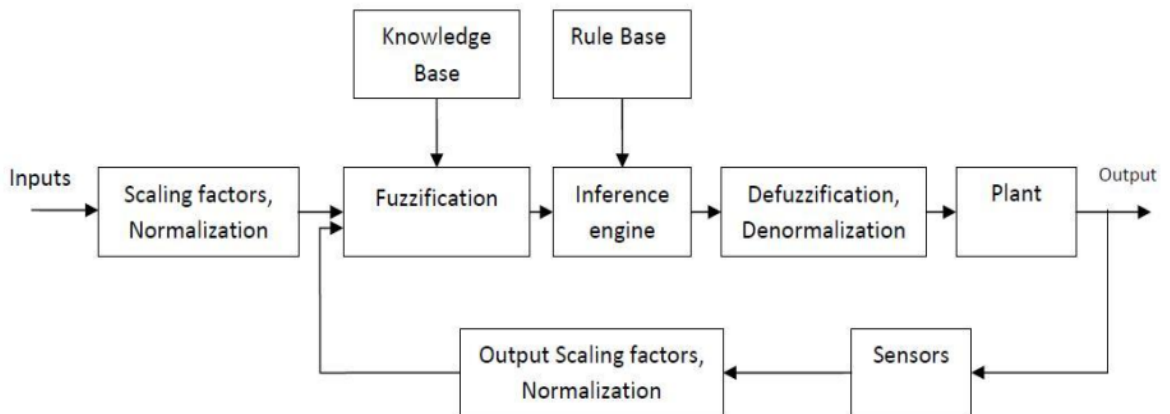 Knowledge
Base
Rule Base
Inputs
Scaling factors,
Normalization
Fuzzification
Inference
engine
Defuzzification,
Denormalization
Plant
Output
Output Scaling factors,
Normalization
Sensors